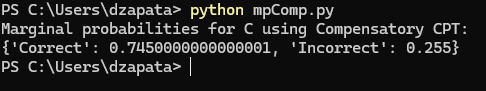 PS C:\Users\dzapata> python mpComp.py
Marginal probabilities for C using Compensatory CPT:
{'Correct': 0.7450000000000001, 'Incorrect': 0.255}
PS C:\Users\dzapata>